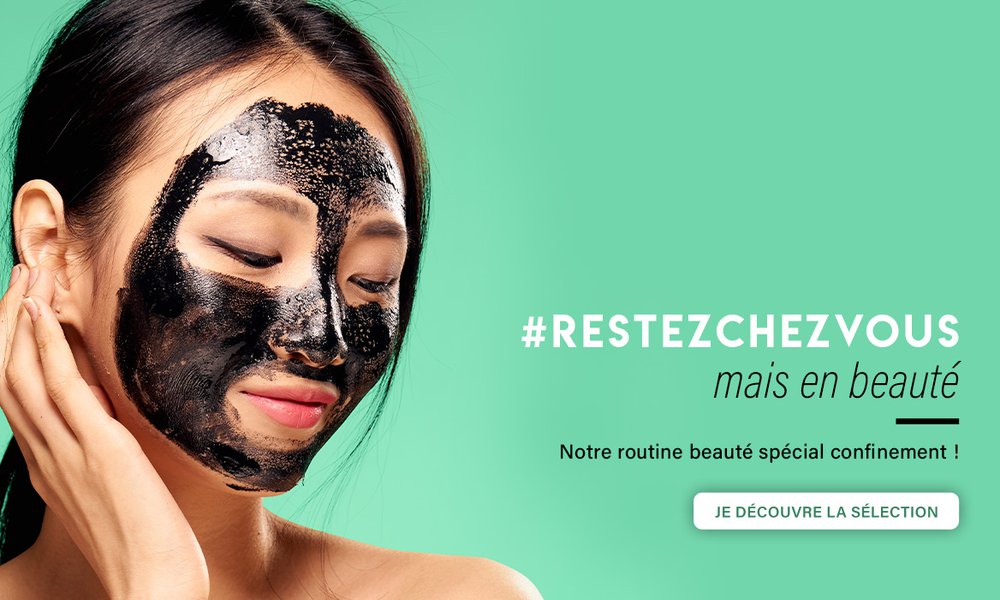 #RESTEZCHEZVOUS
mais en beauté
Notre routine beauté spécial confinement !
JE DÉCOUVRE LA SÉLECTION